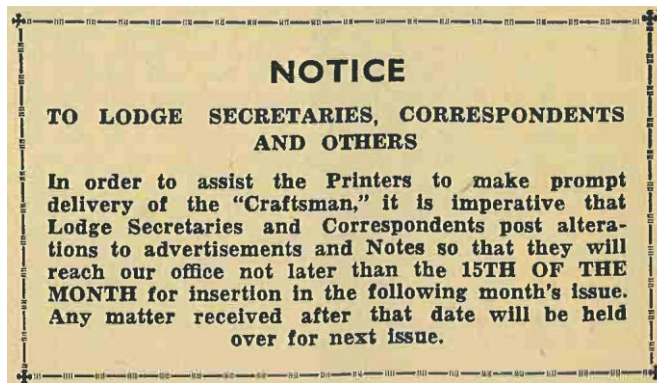 NOTICE
TO LODGE SECRETARIES, CORRESPONDENTS
AND OTHERS
In order to assist the Printers to make prompt
delivery of the "Craftsman," it is imperative that
Lodge Secretaries and Correspondents post altera-
tions to advertisements and Notes so that they will
reach our office not later than the 15TH OF THE
MONTH for insertion in the following month's issue.
Any matter received after that date will be held
over for next issue.